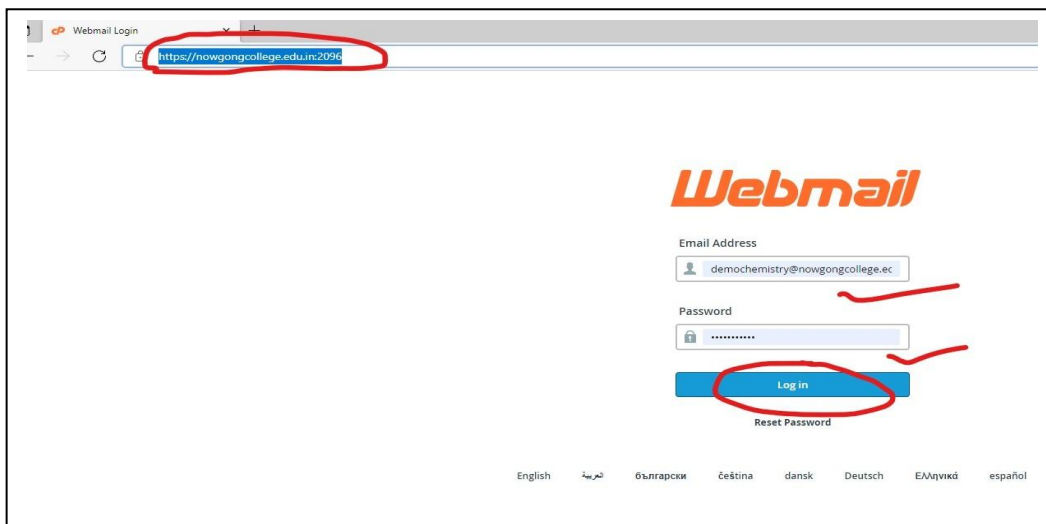 cP Webmail Login
https://nowgongcollege.edu.in:2096
Webmail
Email Address
demochemistry@nowgongcollege.ec
Password
•••••••••••
Log in
Reset Password
English العربية български čeština dansk Deutsch Ελληνικά español